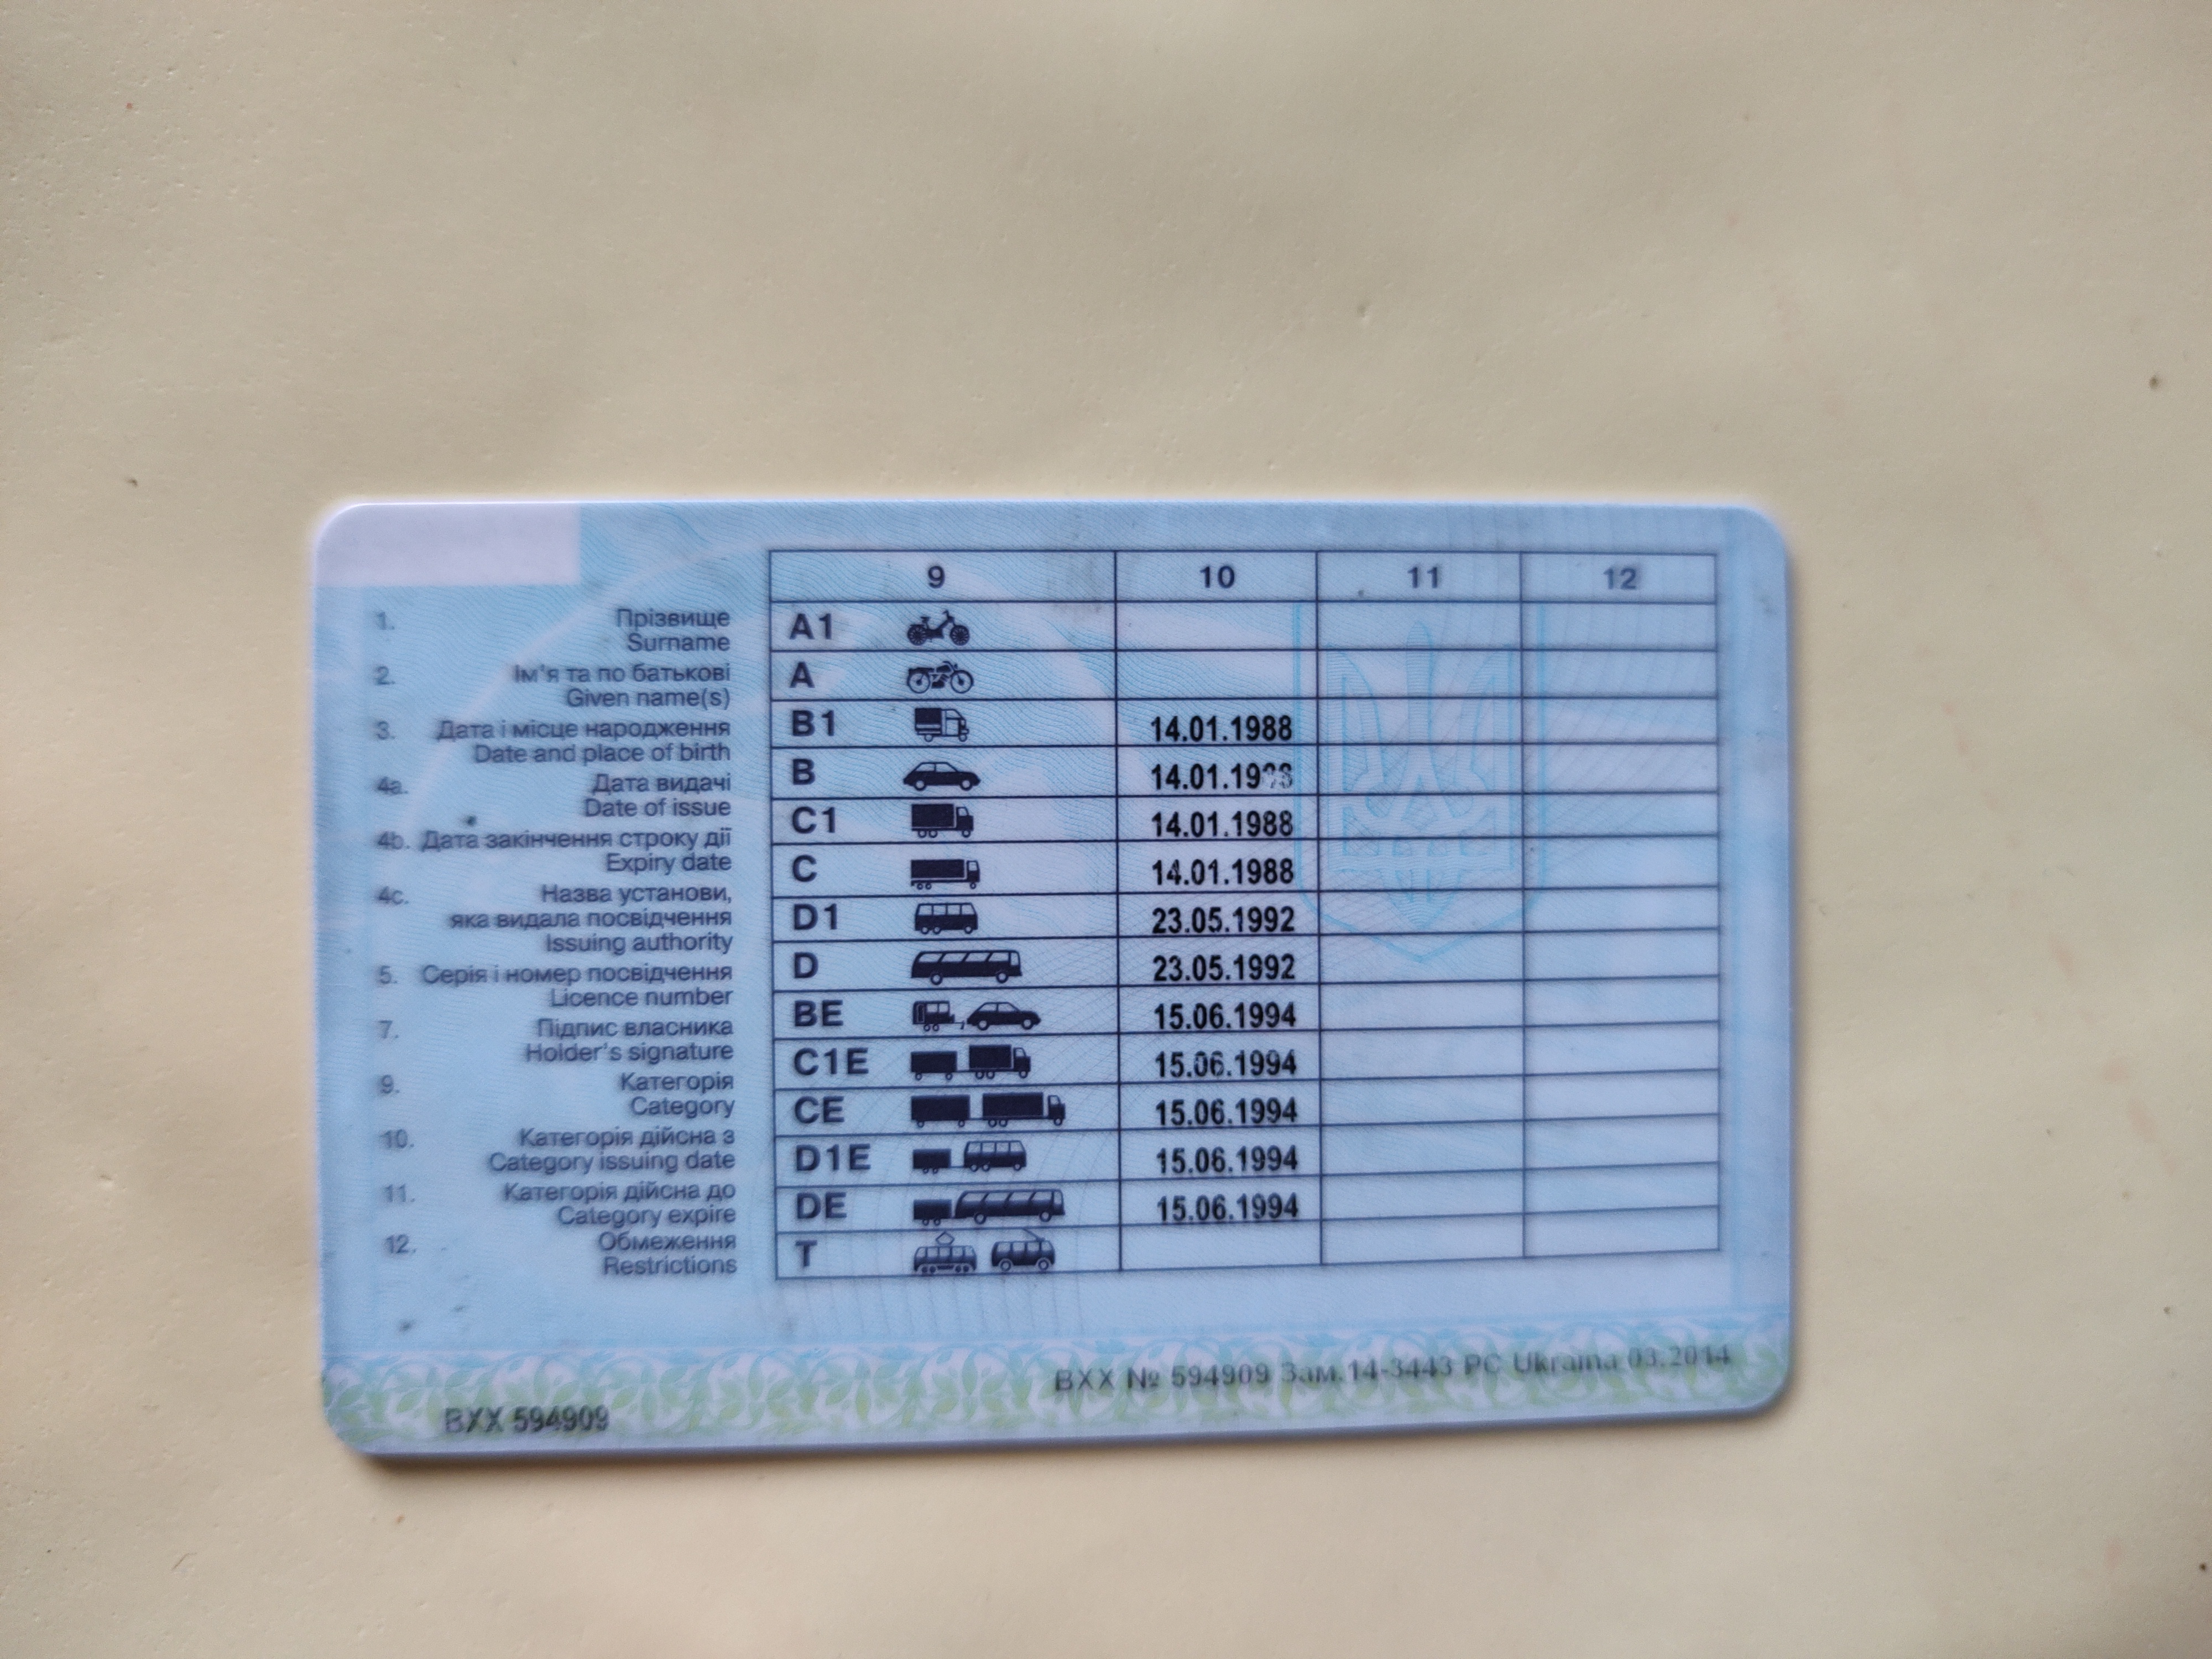 1. Прізвище
Surname
2. Ім'я та по батькові
Given name(s)
3. Дата і місце народження
Date and place of birth
4a. Дата видачі
Date of issue
4b. Дата закінчення строку дії
Expiry date
4c. Назва установи,
яка видала посвідчення
Issuing authority
5. Серія і номер посвідчення
Licence number
7. Підпис власника
Holder's signature
9. Категорія
Category
10. Категорія дійсна з
Category issuing date
11. Категорія дійсна до
Category expire
12. Обмеження
Restrictions
9 10 11 12
A1
A
B1 14.01.1988
B
C1 14.01.1988
C 14.01.1988
D1 23.05.1992
D 23.05.1992
BE 15.06.1994
C1E 15.06.1994
CE 15.06.1994
D1E 15.06.1994
DE 15.06.1994
T
BXX № 594909 Зам.14-3443 РС Ukraina 03.2014
BXX 594909